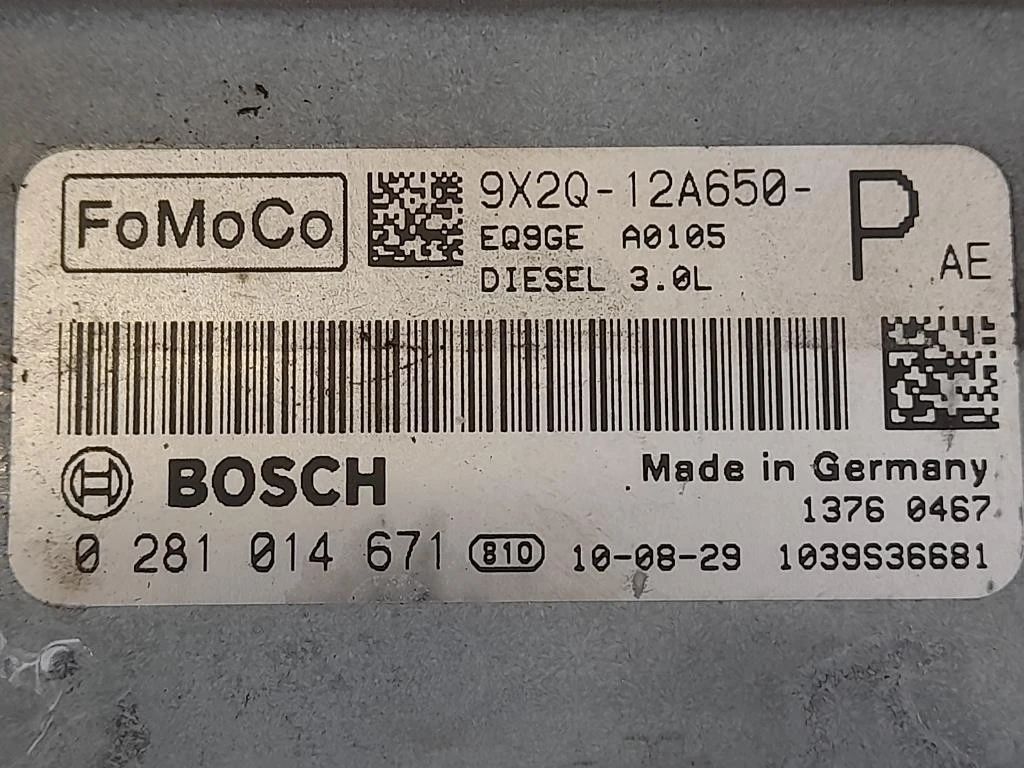 FoMoCo
9X2Q-12A650- P AE
EQ9GE A0105
DIESEL 3.0L
BOSCH
Made in Germany
1376 0467
0 281 014 671 810 10-08-29 1039S36681